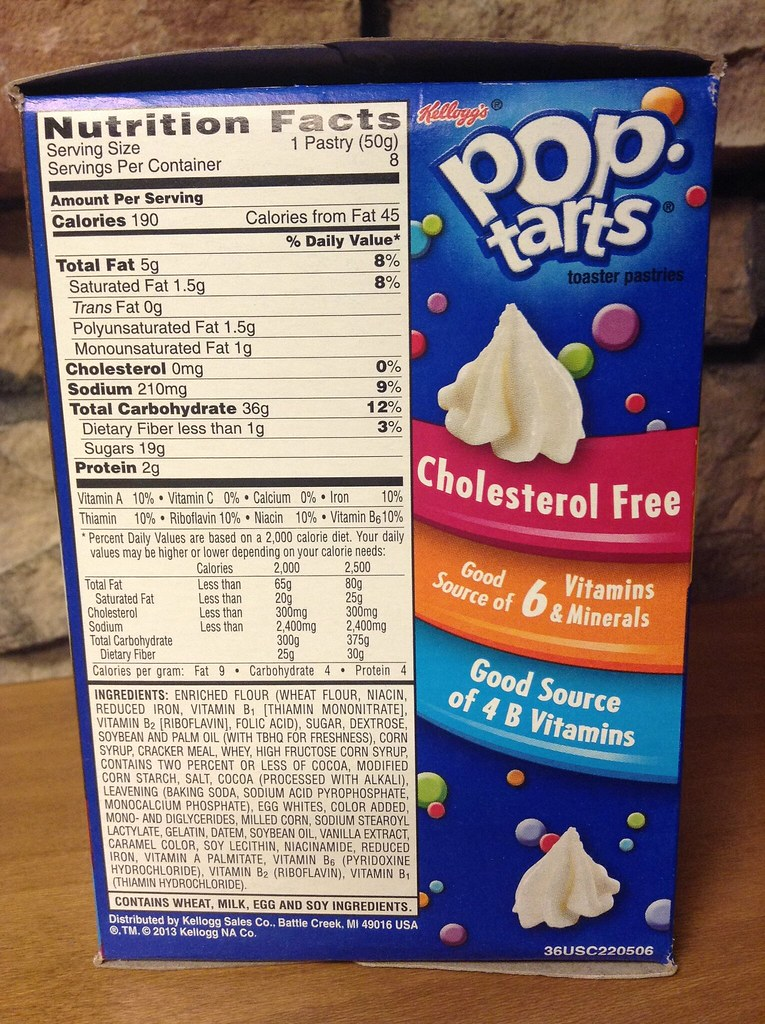 Nutrition Facts
Serving Size 1 Pastry (50g)
Servings Per Container 8
Amount Per Serving
Calories 190 Calories from Fat 45
% Daily Value*
Total Fat 5g 8%
Saturated Fat 1.5g 8%
Trans Fat 0g
Polyunsaturated Fat 1.5g
Monounsaturated Fat 1g
Cholesterol 0mg 0%
Sodium 210mg 9%
Total Carbohydrate 36g 12%
Dietary Fiber less than 1g 3%
Sugars 19g
Protein 2g
Vitamin A 10% • Vitamin C 0% • Calcium 0% • Iron 10%
Thiamin 10% • Riboflavin 10% • Niacin 10% • Vitamin B6 10%
* Percent Daily Values are based on a 2,000 calorie diet. Your daily
values may be higher or lower depending on your calorie needs:
Calories 2,000 2,500
Total Fat Less than 65g 80g
Saturated Fat Less than 20g 25g
Cholesterol Less than 300mg 300mg
Sodium Less than 2,400mg 2,400mg
Total Carbohydrate 300g 375g
Dietary Fiber 25g 30g
Calories per gram: Fat 9 • Carbohydrate 4 • Protein 4
INGREDIENTS: ENRICHED FLOUR (WHEAT FLOUR, NIACIN,
REDUCED IRON, VITAMIN B1 [THIAMIN MONONITRATE],
VITAMIN B2 [RIBOFLAVIN], FOLIC ACID), SUGAR, DEXTROSE,
SOYBEAN AND PALM OIL (WITH TBHQ FOR FRESHNESS), CORN
SYRUP, CRACKER MEAL, WHEY, HIGH FRUCTOSE CORN SYRUP,
CONTAINS TWO PERCENT OR LESS OF COCOA, MODIFIED
CORN STARCH, SALT, COCOA (PROCESSED WITH ALKALI),
LEAVENING (BAKING SODA, SODIUM ACID PYROPHOSPHATE,
MONOCALCIUM PHOSPHATE), EGG WHITES, COLOR ADDED,
MONO- AND DIGLYCERIDES, MILLED CORN, SODIUM STEAROYL
LACTYLATE, GELATIN, DATEM, SOYBEAN OIL, VANILLA EXTRACT,
CARAMEL COLOR, SOY LECITHIN, NIACINAMIDE, REDUCED
IRON, VITAMIN A PALMITATE, VITAMIN B6 (PYRIDOXINE
HYDROCHLORIDE), VITAMIN B2 (RIBOFLAVIN), VITAMIN B1
(THIAMIN HYDROCHLORIDE).
CONTAINS WHEAT, MILK, EGG AND SOY INGREDIENTS.
Distributed by Kellogg Sales Co., Battle Creek, MI 49016 USA
®,TM, © 2013 Kellogg NA Co.
Kellogg's®
pop.
tarts®
toaster pastries
Cholesterol Free
Good Source of 6 Vitamins & Minerals
Good Source
of 4 B Vitamins
36USC220506